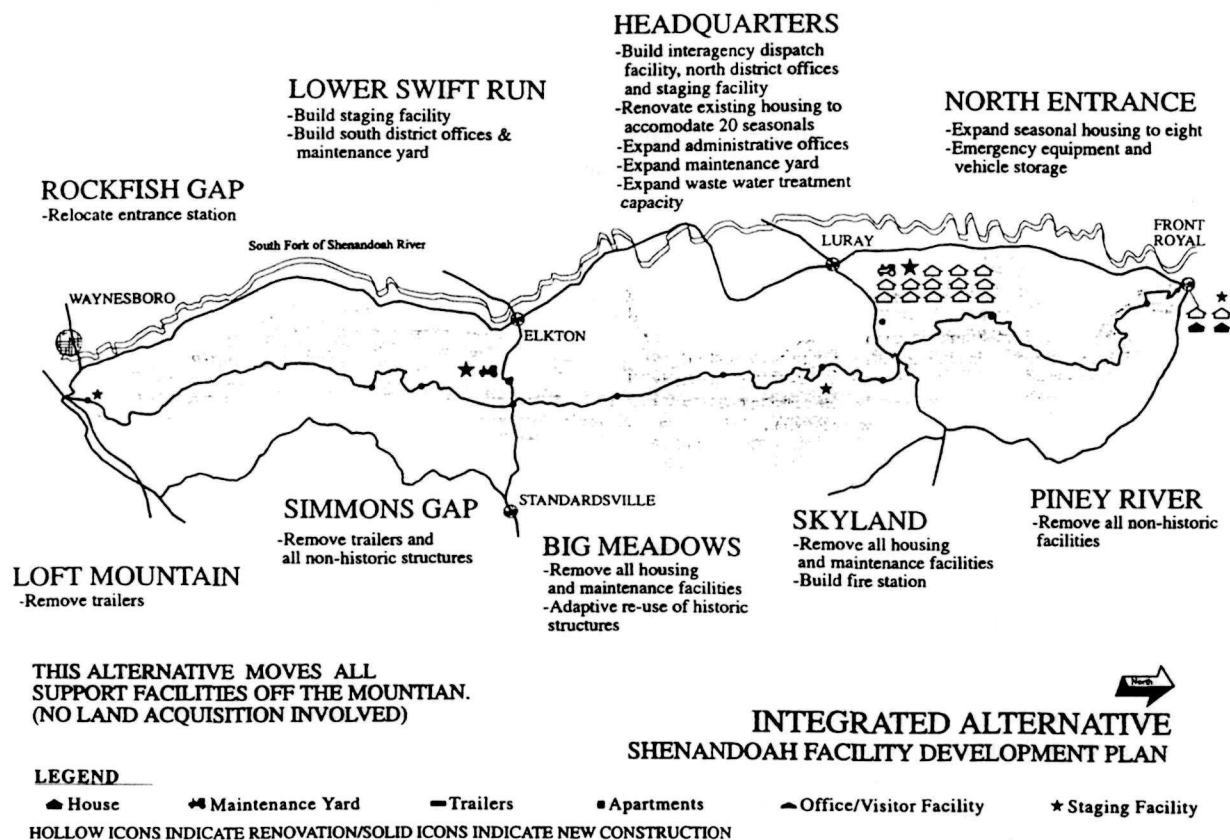 HEADQUARTERS
-Build interagency dispatch
facility, north district offices
and staging facility
-Renovate existing housing to
accomodate 20 seasonals
-Expand administrative offices
-Expand maintenance yard
-Expand waste water treatment
capacity
LOWER SWIFT RUN
-Build staging facility
-Build south district offices &
maintenance yard
NORTH ENTRANCE
-Expand seasonal housing to eight
-Emergency equipment and
vehicle storage
ROCKFISH GAP
-Relocate entrance station
South Fork of Shenandoah River
LURAY
FRONT
ROYAL
WAYNESBORO
ELKTON
STANDARDSVILLE
SIMMONS GAP
-Remove trailers and
all non-historic structures
BIG MEADOWS
-Remove all housing
and maintenance facilities
-Adaptive re-use of historic
structures
SKYLAND
-Remove all housing
and maintenance facilities
-Build fire station
PINEY RIVER
-Remove all non-historic
facilities
LOFT MOUNTAIN
-Remove trailers
THIS ALTERNATIVE MOVES ALL
SUPPORT FACILITIES OFF THE MOUNTIAN.
(NO LAND ACQUISITION INVOLVED)
North
INTEGRATED ALTERNATIVE
SHENANDOAH FACILITY DEVELOPMENT PLAN
LEGEND
House
Maintenance Yard
Trailers
Apartments
Office/Visitor Facility
Staging Facility
HOLLOW ICONS INDICATE RENOVATION/SOLID ICONS INDICATE NEW CONSTRUCTION